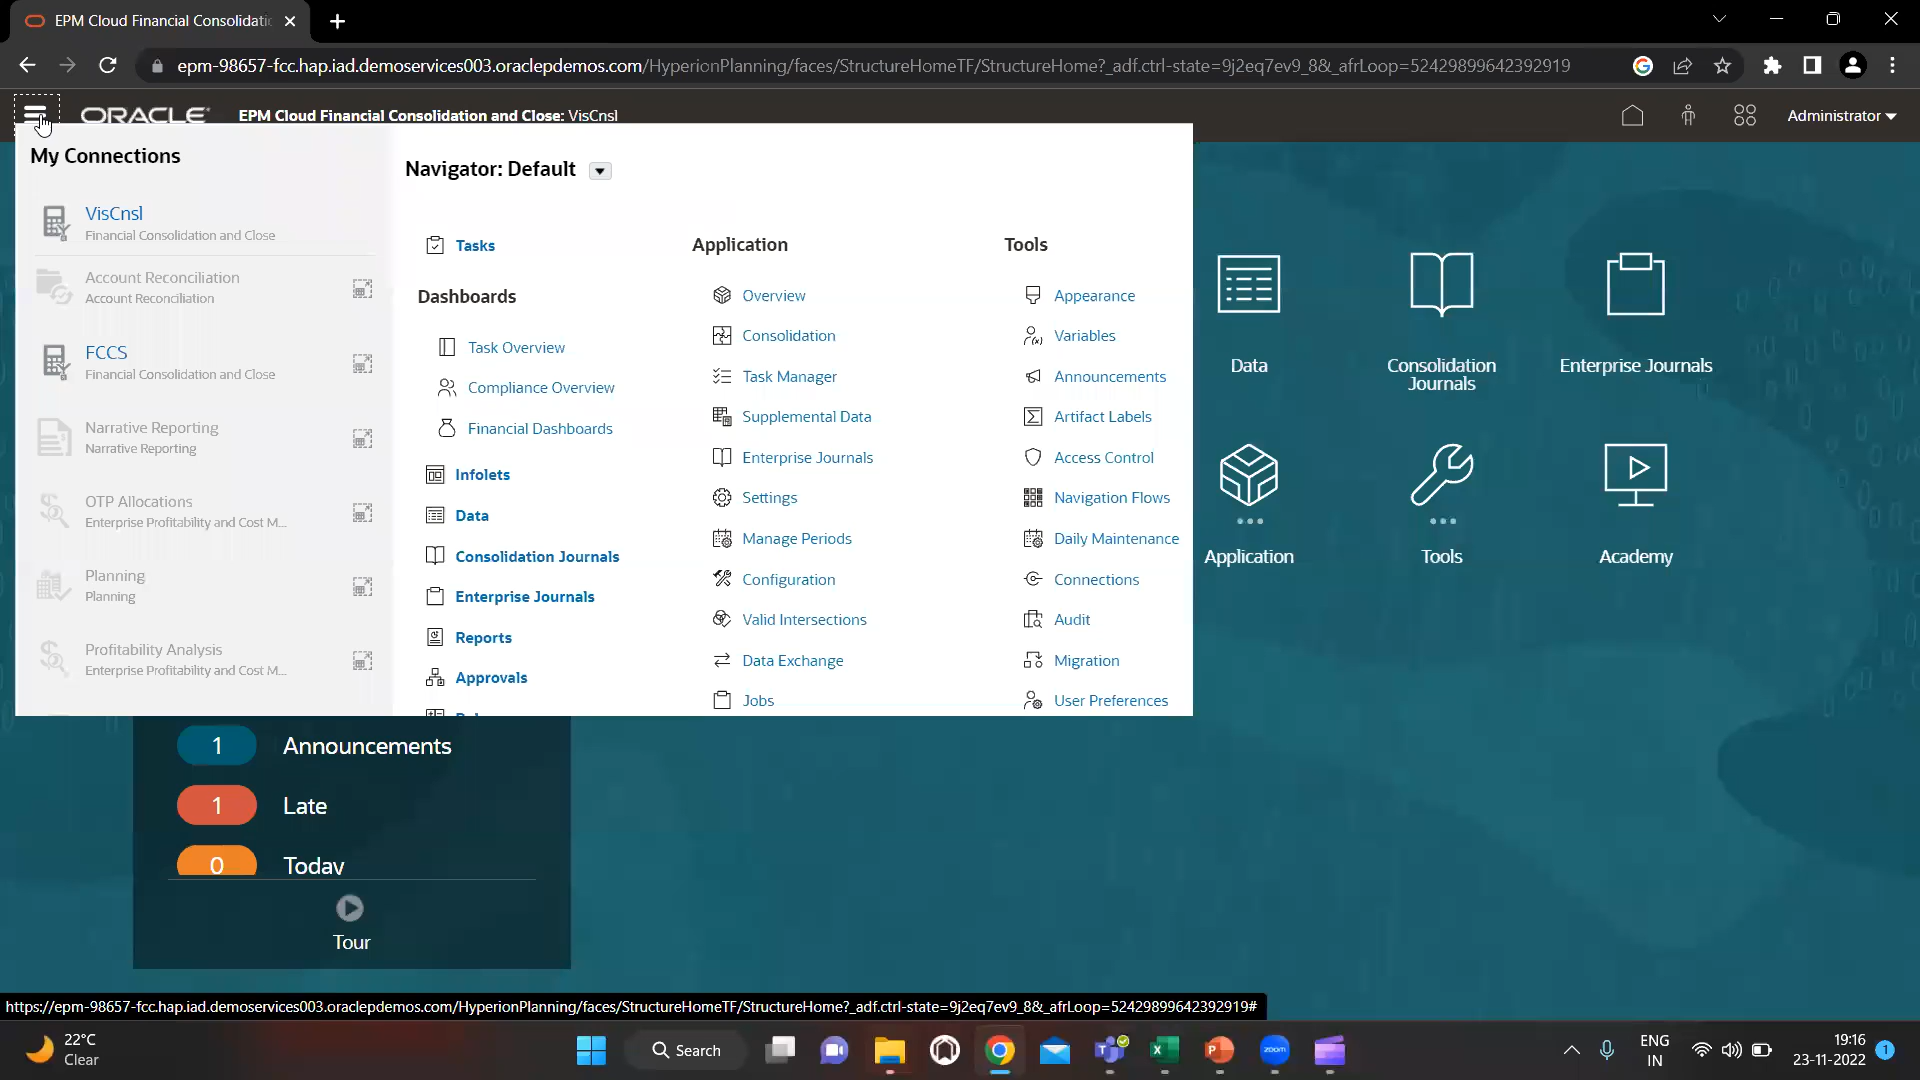 EPM Cloud Financial Consolidatic
epm-98657-fcc.hap.iad.demoservices003.oraclepdemos.com/HyperionPlanning/faces/StructureHomeTF/StructureHome?_adf.ctrl-state=9j2eq7ev9_8&_afrLoop=52429899642392919
ORACLE
EPM Cloud Financial Consolidation and Close: VisCnsl
Administrator
My Connections
VisCnsl
Financial Consolidation and Close
Account Reconciliation
Account Reconciliation
FCCS
Financial Consolidation and Close
Narrative Reporting
Narrative Reporting
OTP Allocations
Enterprise Profitability and Cost M...
Planning
Planning
Profitability Analysis
Enterprise Profitability and Cost M...
Navigator: Default
Tasks
Dashboards
Task Overview
Compliance Overview
Financial Dashboards
Infolets
Data
Consolidation Journals
Enterprise Journals
Reports
Approvals
Application
Overview
Consolidation
Task Manager
Supplemental Data
Enterprise Journals
Settings
Manage Periods
Configuration
Valid Intersections
Data Exchange
Jobs
Tools
Appearance
Variables
Announcements
Artifact Labels
Access Control
Navigation Flows
Daily Maintenance
Connections
Audit
Migration
User Preferences
Data
Consolidation
Journals
Enterprise Journals
Application
Tools
Academy
1 Announcements
1 Late
0 Today
Tour
https://epm-98657-fcc.hap.iad.demoservices003.oraclepdemos.com/HyperionPlanning/faces/StructureHomeTF/StructureHome?_adf.ctrl-state=9j2eq7ev9_8&_afrLoop=52429899642392919#
22°C
Clear
Search
zoom
ENG
IN
19:16
23-11-2022
1